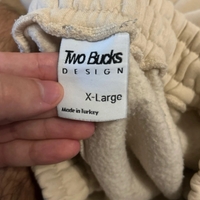 Two Bucks
DESIGN
X-Large
Made in Turkey